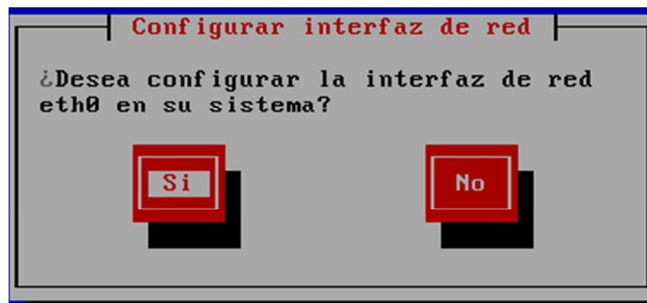 Configurar interfaz de red
¿Desea configurar la interfaz de red
eth0 en su sistema?
Si No